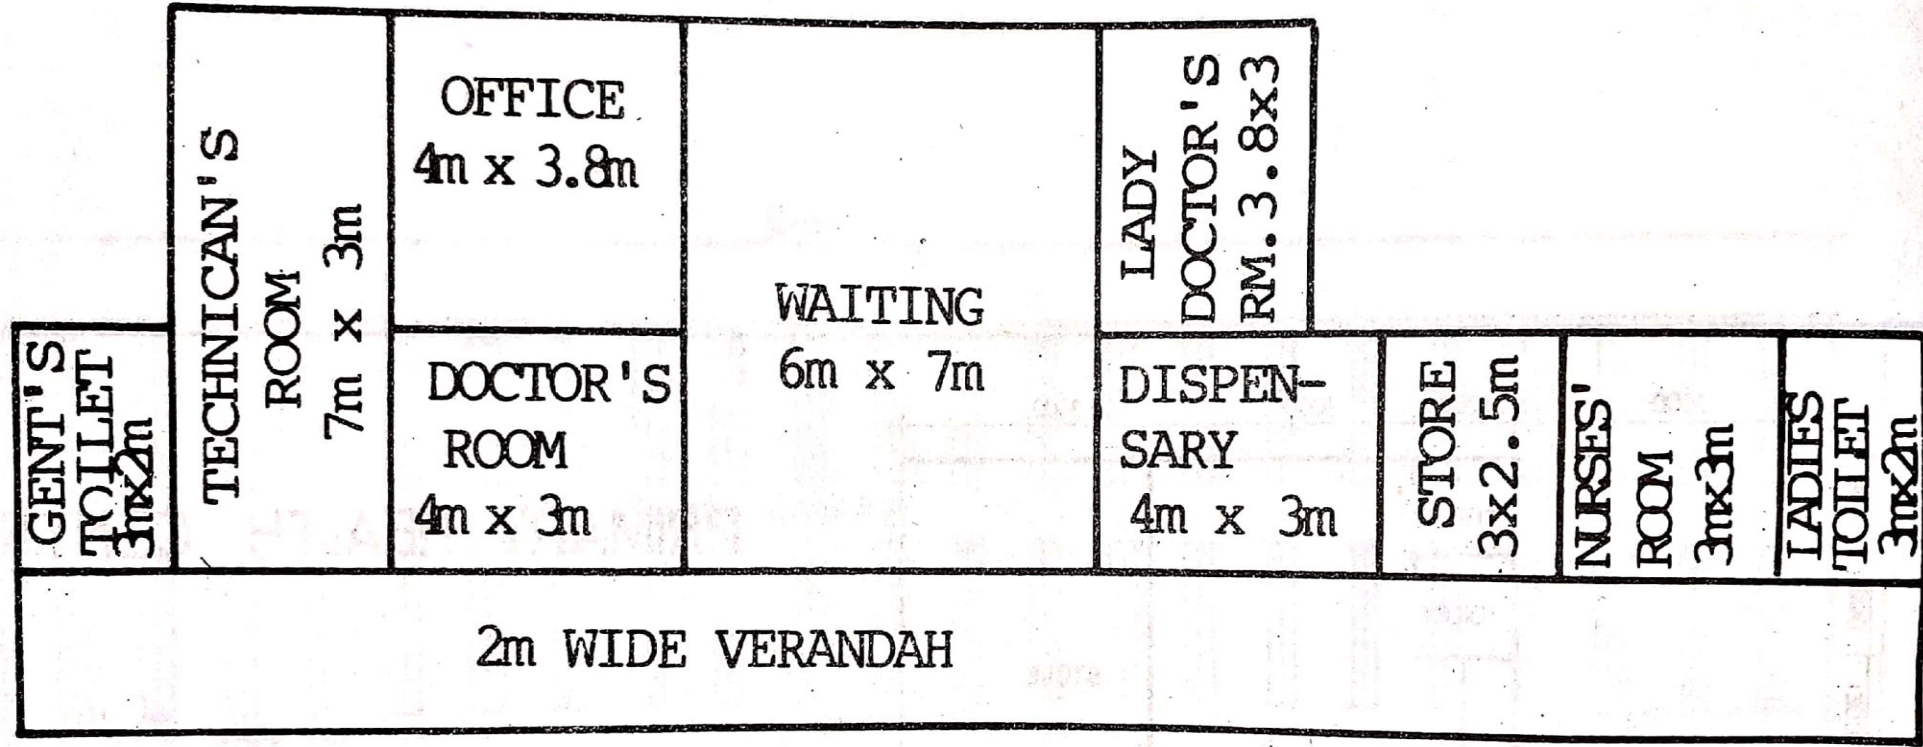 GENT'S
TOILET
3mx2m
TECHNICAN'S
ROOM
7m x 3m
OFFICE
4m x 3.8m
DOCTOR'S
ROOM
4m x 3m
WAITING
6m x 7m
LADY
DOCTOR'S
RM.3.8x3
DISPEN-
SARY
4m x 3m
STORE
3x2.5m
NURSES'
ROOM
3mx3m
LADIES
TOILET
3mx2m
2m WIDE VERANDAH